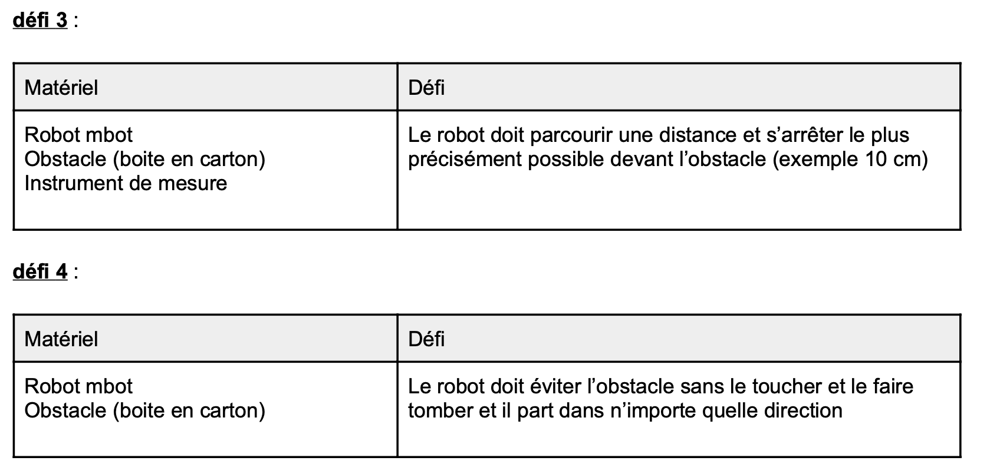 défi 3 :
Matériel
Défi
Robot mbot
Obstacle (boite en carton)
Instrument de mesure
Le robot doit parcourir une distance et s’arrêter le plus
précisément possible devant l’obstacle (exemple 10 cm)
défi 4 :
Matériel
Défi
Robot mbot
Obstacle (boite en carton)
Le robot doit éviter l’obstacle sans le toucher et le faire
tomber et il part dans n’importe quelle direction